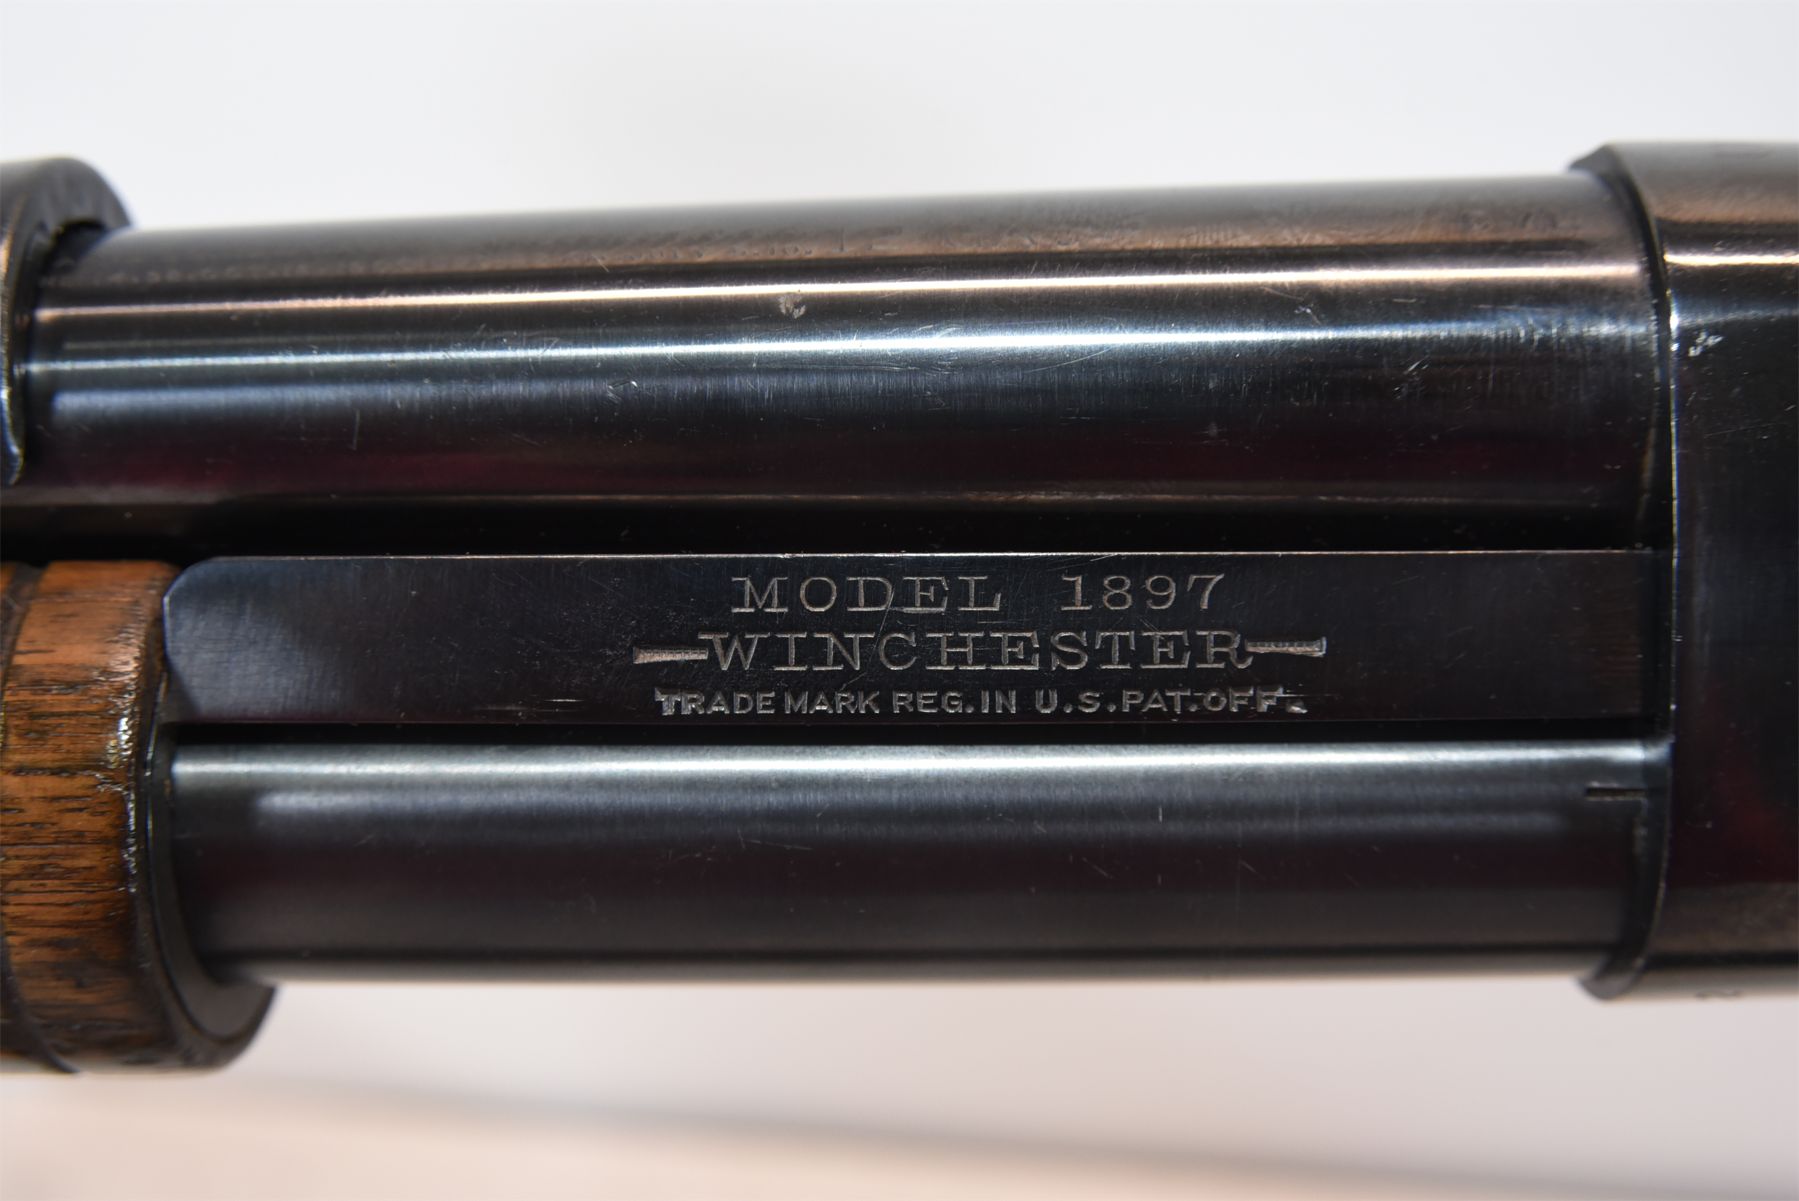 MODEL 1897
WINCHESTER
TRADE MARK REG. IN U.S. PAT. OFF.